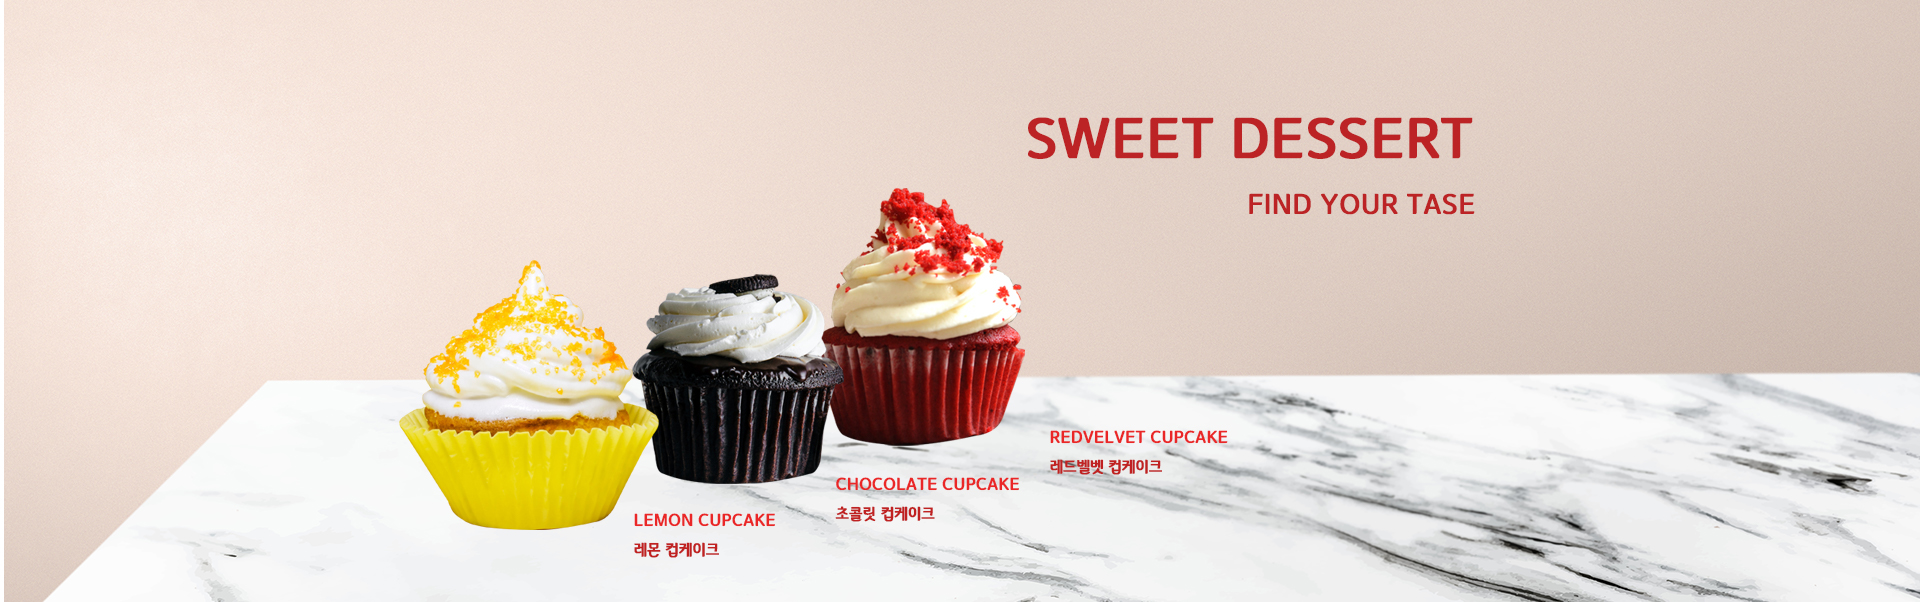 SWEET DESSERT
FIND YOUR TASE
REDVELVET CUPCAKE
레드벨벳 컵케이크
CHOCOLATE CUPCAKE
초콜릿 컵케이크
LEMON CUPCAKE
레몬 컵케이크